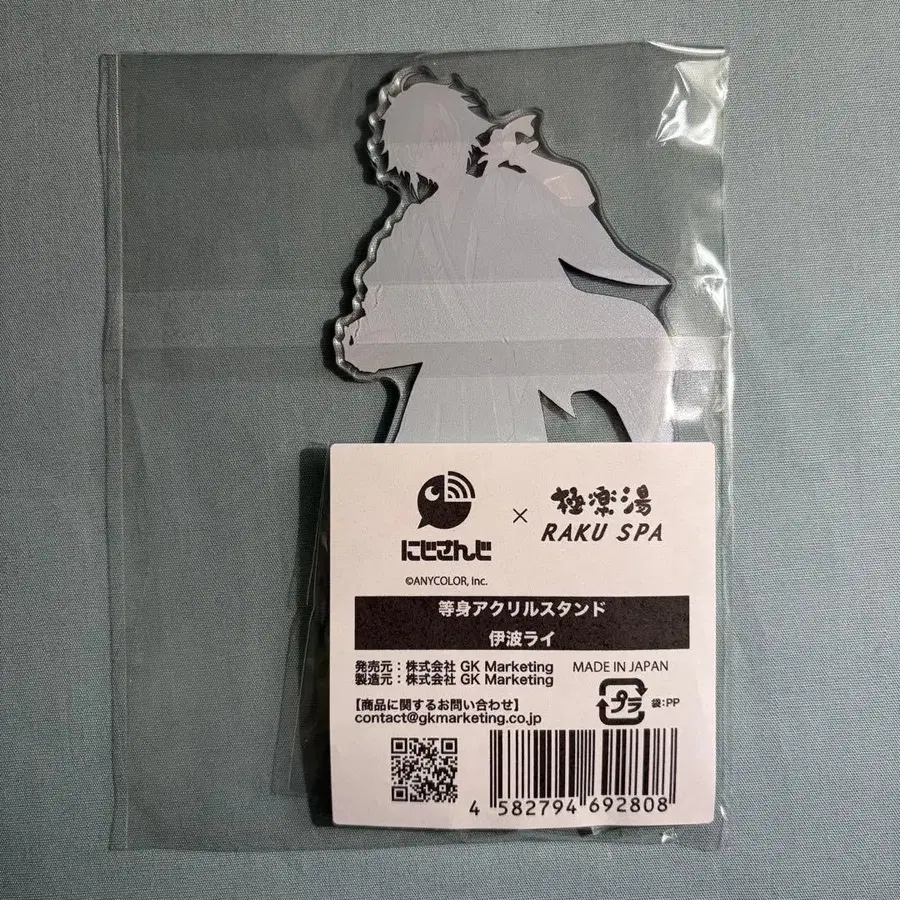 にじさんじ
×
極楽湯
RAKU SPA
©ANYCOLOR, Inc.
等身アクリルスタンド
伊波ライ
発売元：株式会社 GK Marketing
製造元：株式会社 GK Marketing
MADE IN JAPAN
【商品に関するお問い合わせ】
contact@gkmarketing.co.jp
プラ
袋:PP
4 582794 692808